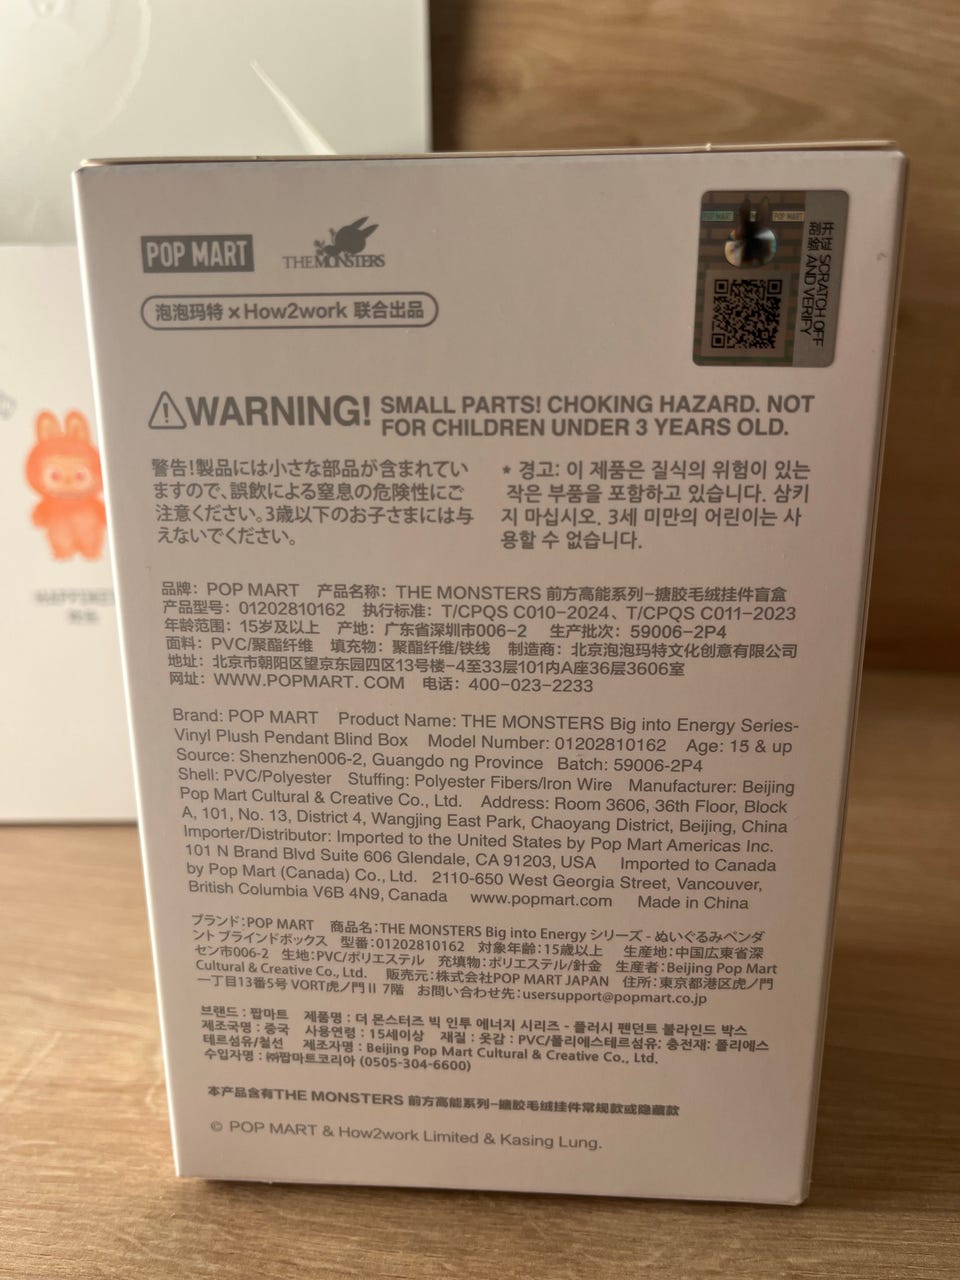 POP MART
THE MONSTERS
泡泡玛特 × How2work 联合出品
POP MART
POP MART
SCRATCH OFF
AND VERIFY
WARNING! SMALL PARTS! CHOKING HAZARD. NOT
FOR CHILDREN UNDER 3 YEARS OLD.
警告!製品には小さな部品が含まれてい
ますので、誤飲による窒息の危険性にご
注意ください。3歳以下のお子さまには与
えないでください。
* 경고: 이 제품은 질식의 위험이 있는
작은 부품을 포함하고 있습니다. 삼키
지 마십시오. 3세 미만의 어린이는 사
용할 수 없습니다.
品牌：POP MART 产品名称：THE MONSTERS 前方高能系列-搪胶毛绒挂件盲盒
产品型号：01202810162 执行标准：T/CPQS C010-2024、T/CPQS C011-2023
年龄范围：15岁及以上 产地：广东省深圳市006-2 生产批次：59006-2P4
面料：PVC/聚酯纤维 填充物：聚酯纤维/铁线 制造商：北京泡泡玛特文化创意有限公司
地址：北京市朝阳区望京东园四区13号楼-4至33层101内A座36层3606室
网址：WWW.POPMART.COM 电话：400-023-2233
Brand: POP MART Product Name: THE MONSTERS Big into Energy Series-
Vinyl Plush Pendant Blind Box Model Number: 01202810162 Age: 15 & up
Source: Shenzhen006-2, Guangdo ng Province Batch: 59006-2P4
Shell: PVC/Polyester Stuffing: Polyester Fibers/Iron Wire Manufacturer: Beijing
Pop Mart Cultural & Creative Co., Ltd. Address: Room 3606, 36th Floor, Block
A, 101, No. 13, District 4, Wangjing East Park, Chaoyang District, Beijing, China
Importer/Distributor: Imported to the United States by Pop Mart Americas Inc.
101 N Brand Blvd Suite 606 Glendale, CA 91203, USA Imported to Canada
by Pop Mart (Canada) Co., Ltd. 2110-650 West Georgia Street, Vancouver,
British Columbia V6B 4N9, Canada www.popmart.com Made in China
ブランド:POP MART 商品名:THE MONSTERS Big into Energy シリーズ - ぬいぐるみペンダ
ント ブラインドボックス 型番:01202810162 対象年齢:15歳以上 生産地:中国広東省深
セン市006-2 生地:PVC/ポリエステル 充填物:ポリエステル/針金 生産者:Beijing Pop Mart
Cultural & Creative Co., Ltd. 販売元:株式会社POP MART JAPAN 住所:東京都港区虎ノ門
一丁目13番5号 VORT虎ノ門Ⅱ 7階 お問い合わせ先:usersupport@popmart.co.jp
브랜드 : 팝마트 제품명 : 더 몬스터즈 빅 인투 에너지 시리즈 - 플러시 펜던트 블라인드 박스
제조국명 : 중국 사용연령 : 15세이상 재질 : 옷감 : PVC/폴리에스테르섬유: 충전재: 폴리에스
테르섬유/철선 제조자명 : Beijing Pop Mart Cultural & Creative Co., Ltd.
수입자명 : ㈜팝마트코리아 (0505-304-6600)
本产品含有THE MONSTERS 前方高能系列-搪胶毛绒挂件常规款或隐藏款
© POP MART & How2work Limited & Kasing Lung.